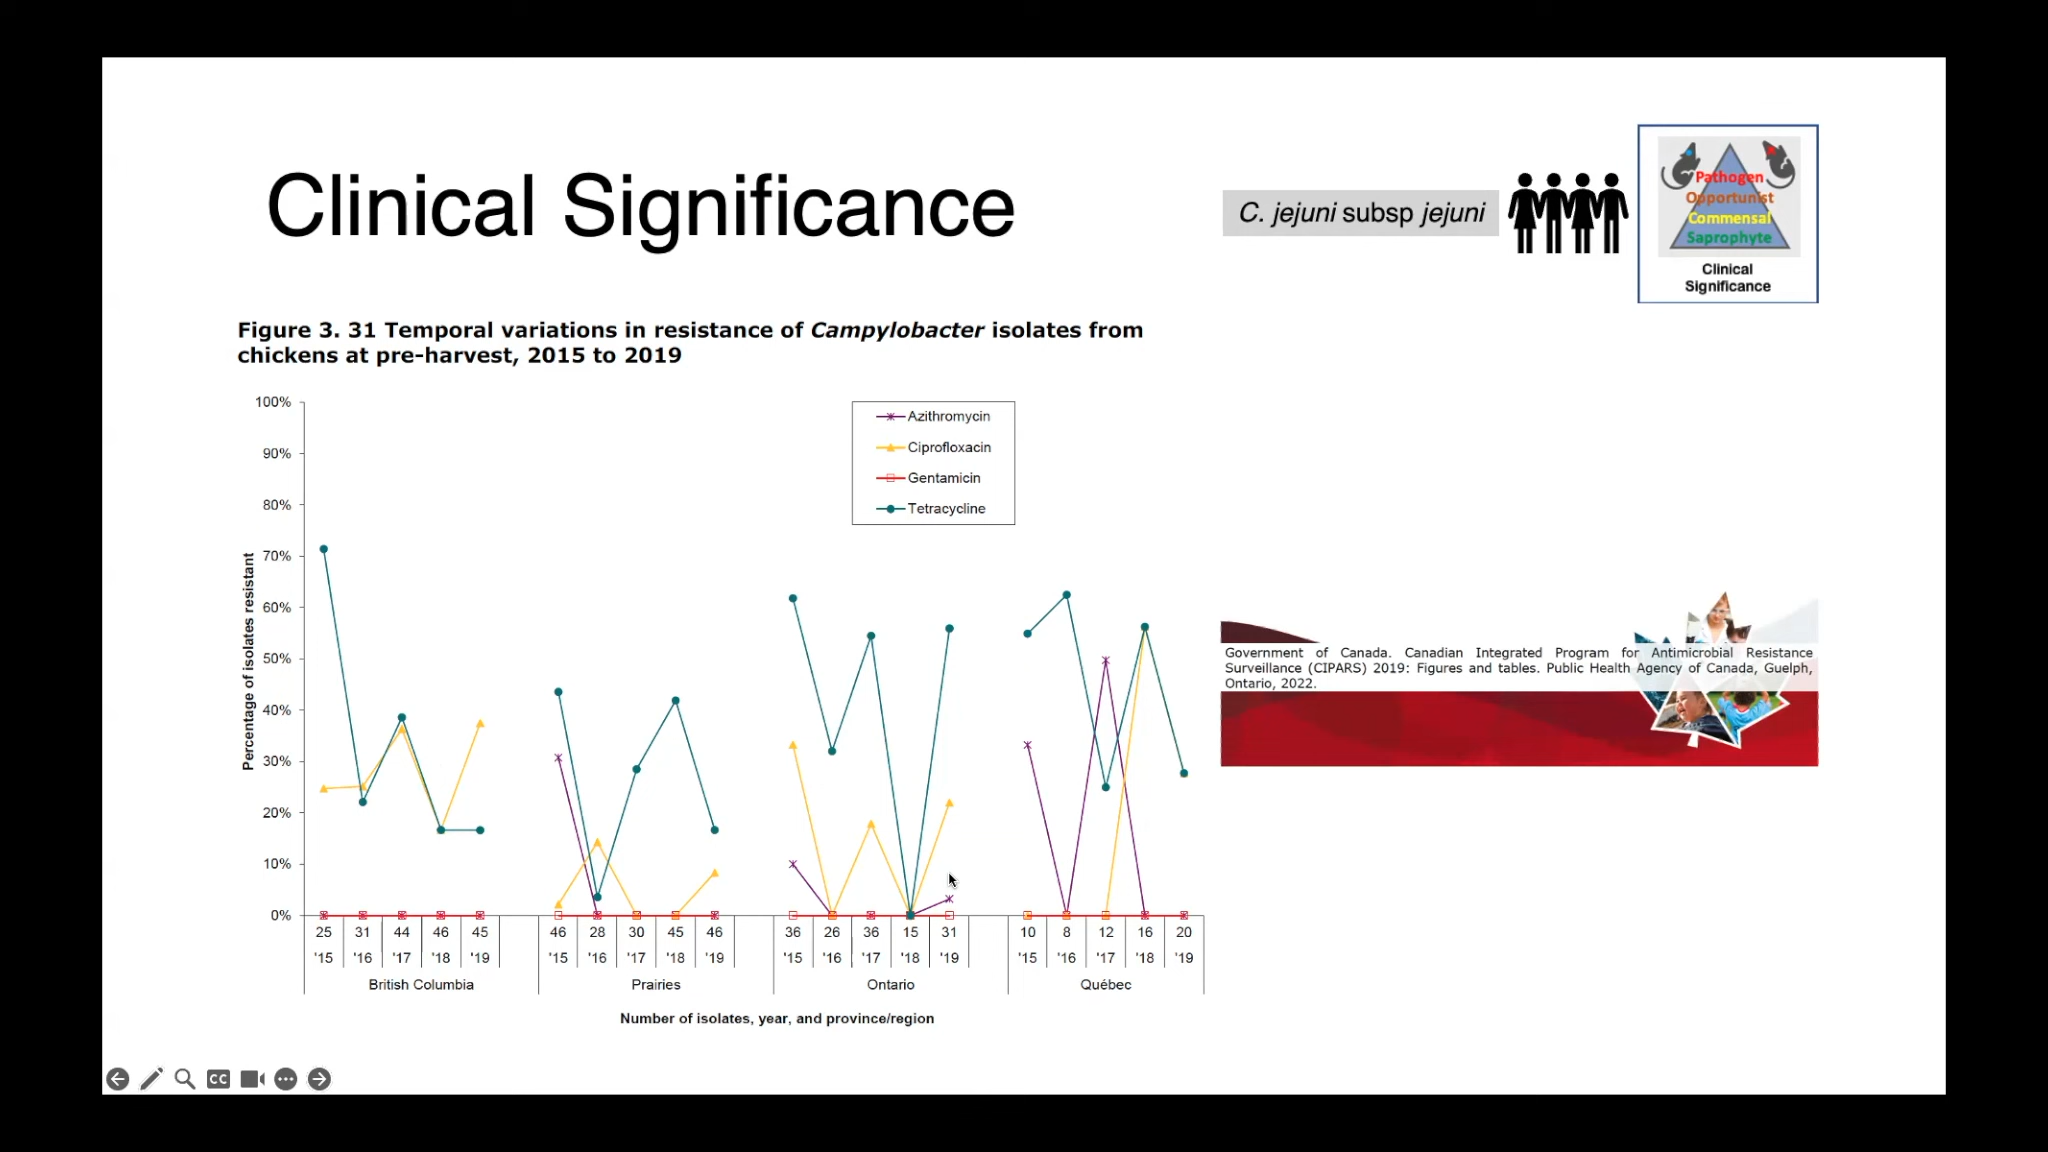 Clinical Significance
C. jejuni subsp jejuni
Pathogen
Opportunist
Commensal
Saprophyte
Clinical
Significance
Figure 3. 31 Temporal variations in resistance of Campylobacter isolates from
chickens at pre-harvest, 2015 to 2019
100%
90%
80%
70%
60%
50%
40%
30%
20%
10%
0%
Percentage of isolates resistant
Azithromycin
Ciprofloxacin
Gentamicin
Tetracycline
25 31 44 46 45 46 28 30 45 46 36 26 36 15 31 10 8 12 16 20
'15 '16 '17 '18 '19 '15 '16 '17 '18 '19 '15 '16 '17 '18 '19 '15 '16 '17 '18 '19
British Columbia Prairies Ontario Québec
Number of isolates, year, and province/region
Government of Canada. Canadian Integrated Program for Antimicrobial Resistance
Surveillance (CIPARS) 2019: Figures and tables. Public Health Agency of Canada, Guelph,
Ontario, 2022.
CC